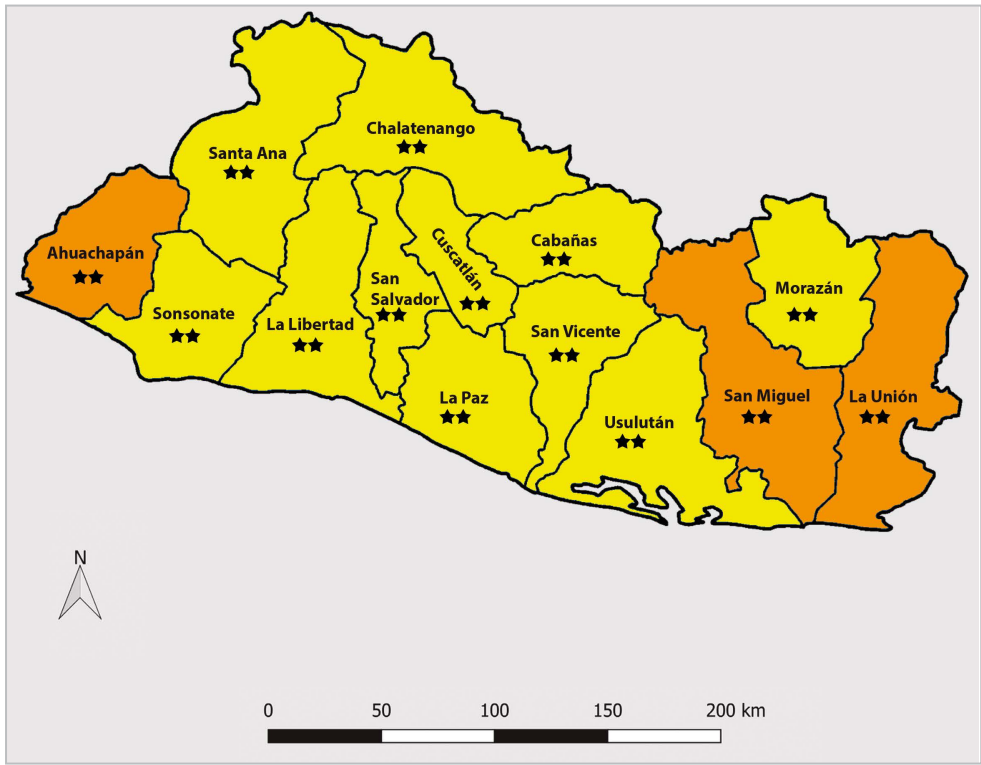 Chalatenango
Santa Ana
Ahuachapán
Cuscatlán
Cabañas
San
Salvador
Morazán
Sonsonate
La Libertad
San Vicente
La Paz
San Miguel
La Unión
Usulután
N
0 50 100 150 200 km